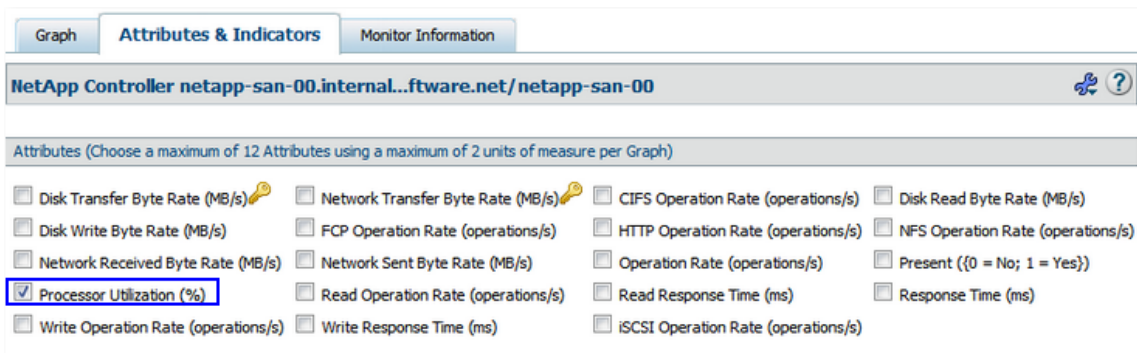 Graph Attributes & Indicators Monitor Information
NetApp Controller netapp-san-00.internal...ftware.net/netapp-san-00 ?
Attributes (Choose a maximum of 12 Attributes using a maximum of 2 units of measure per Graph)
Disk Transfer Byte Rate (MB/s) Network Transfer Byte Rate (MB/s) CIFS Operation Rate (operations/s) Disk Read Byte Rate (MB/s)
Disk Write Byte Rate (MB/s) FCP Operation Rate (operations/s) HTTP Operation Rate (operations/s) NFS Operation Rate (operations/s)
Network Received Byte Rate (MB/s) Network Sent Byte Rate (MB/s) Operation Rate (operations/s) Present ({0 = No; 1 = Yes})
Processor Utilization (%) Read Operation Rate (operations/s) Read Response Time (ms) Response Time (ms)
Write Operation Rate (operations/s) Write Response Time (ms) iSCSI Operation Rate (operations/s)